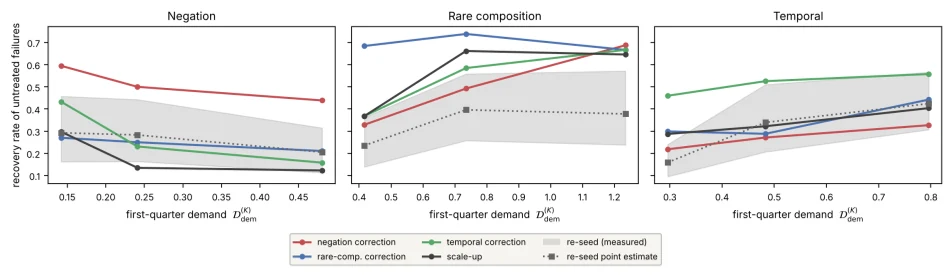 Negation
Rare composition
Temporal
recovery rate of untreated failures
0.7
0.6
0.5
0.4
0.3
0.2
0.1
0.15 0.20 0.25 0.30 0.35 0.40 0.45
0.4 0.5 0.6 0.7 0.8 0.9 1.0 1.1 1.2
0.3 0.4 0.5 0.6 0.7 0.8
first-quarter demand 𝒟_dem^(K)
first-quarter demand 𝒟_dem^(K)
first-quarter demand 𝒟_dem^(K)
negation correction
rare-comp. correction
temporal correction
scale-up
re-seed (measured)
re-seed point estimate